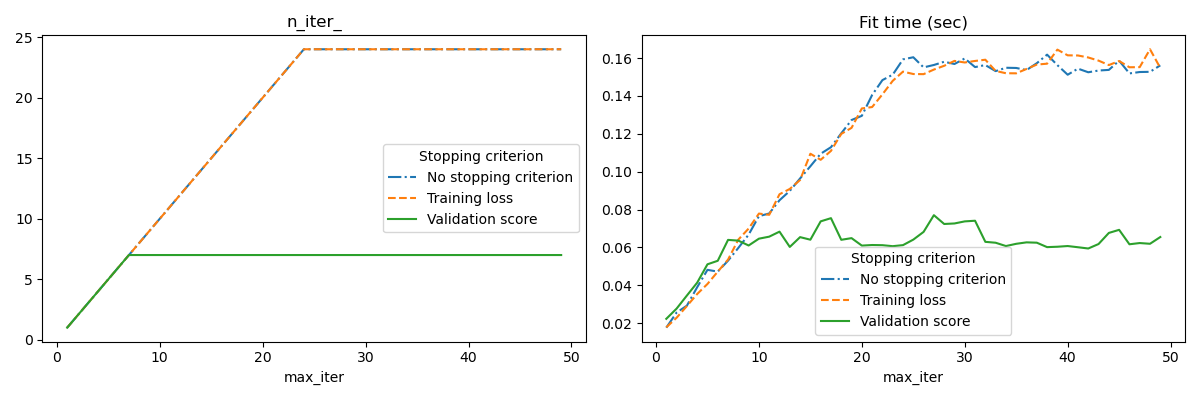 n_iter_
25
20
15
10
5
0
Stopping criterion
No stopping criterion
Training loss
Validation score
0 10 20 30 40 50
max_iter
Fit time (sec)
0.16
0.14
0.12
0.10
0.08
0.06
0.04
0.02
Stopping criterion
No stopping criterion
Training loss
Validation score
0 10 20 30 40 50
max_iter